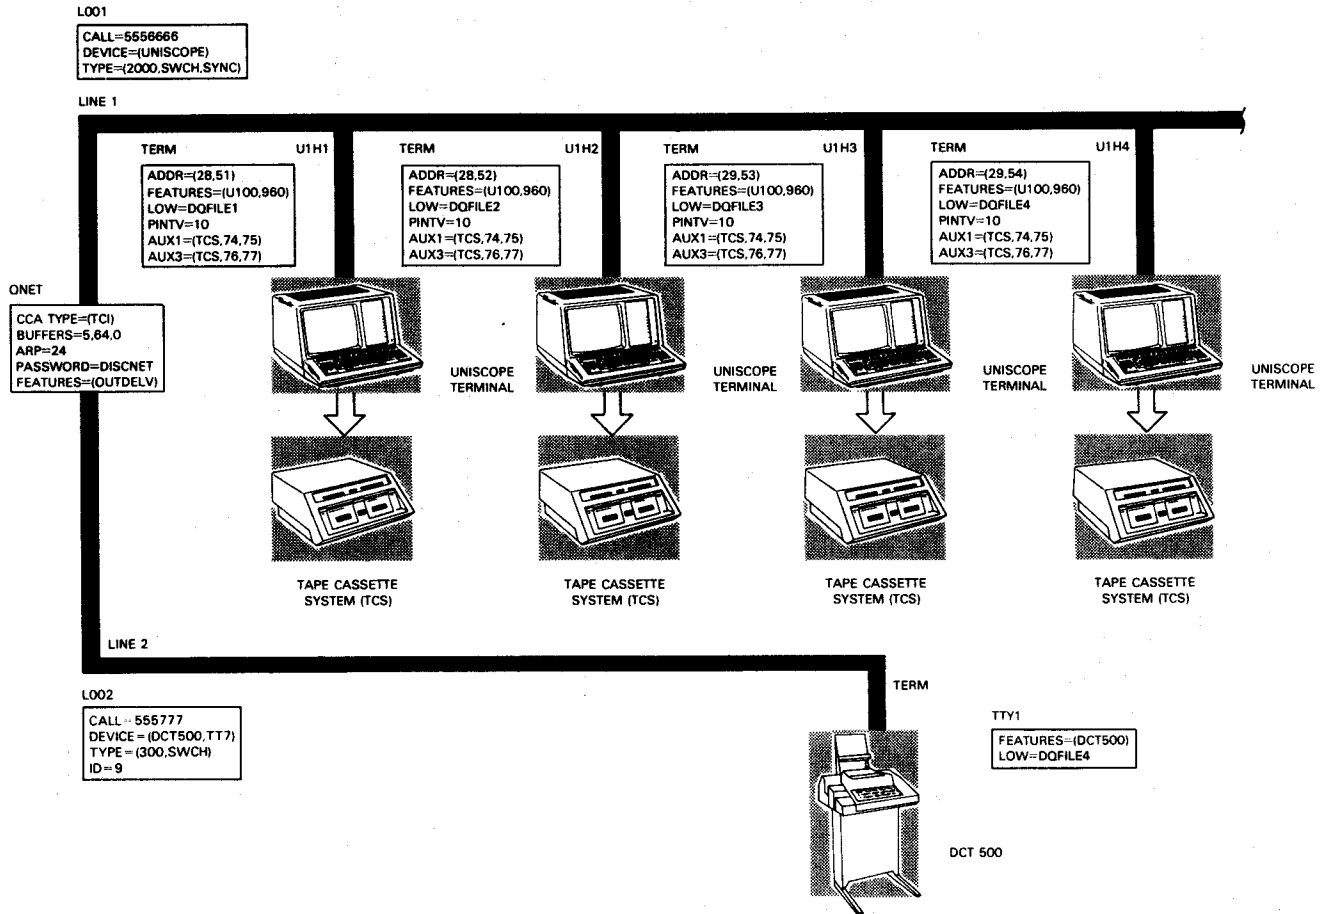 L001
CALL=5556666
DEVICE=(UNISCOPE)
TYPE=(2000,SWCH,SYNC)
LINE 1
TERM
U1H1
ADDR=(28,51)
FEATURES=(U100,960)
LOW=DQFILE1
PINTV=10
AUX1=(TCS,74,75)
AUX3=(TCS,76,77)
TERM
U1H2
ADDR=(28,52)
FEATURES=(U100,960)
LOW=DQFILE2
PINTV=10
AUX1=(TCS,74,75)
AUX3=(TCS,76,77)
TERM
U1H3
ADDR=(29,53)
FEATURES=(U100,960)
LOW=DQFILE3
PINTV=10
AUX1=(TCS,74,75)
AUX3=(TCS,76,77)
TERM
U1H4
ADDR=(29,54)
FEATURES=(U100,960)
LOW=DQFILE4
PINTV=10
AUX1=(TCS,74,75)
AUX3=(TCS,76,77)
ONET
CCA TYPE=(TCI)
BUFFERS=5,64,0
ARP=24
PASSWORD=DISCNET
FEATURES=(OUTDELV)
UNISCOPE
TERMINAL
UNISCOPE
TERMINAL
UNISCOPE
TERMINAL
UNISCOPE
TERMINAL
TAPE CASSETTE
SYSTEM (TCS)
TAPE CASSETTE
SYSTEM (TCS)
TAPE CASSETTE
SYSTEM (TCS)
TAPE CASSETTE
SYSTEM (TCS)
LINE 2
L002
CALL=555777
DEVICE=(DCT500,TT7)
TYPE=(300,SWCH)
ID=9
TERM
TTY1
FEATURES=(DCT500)
LOW=DQFILE4
DCT 500